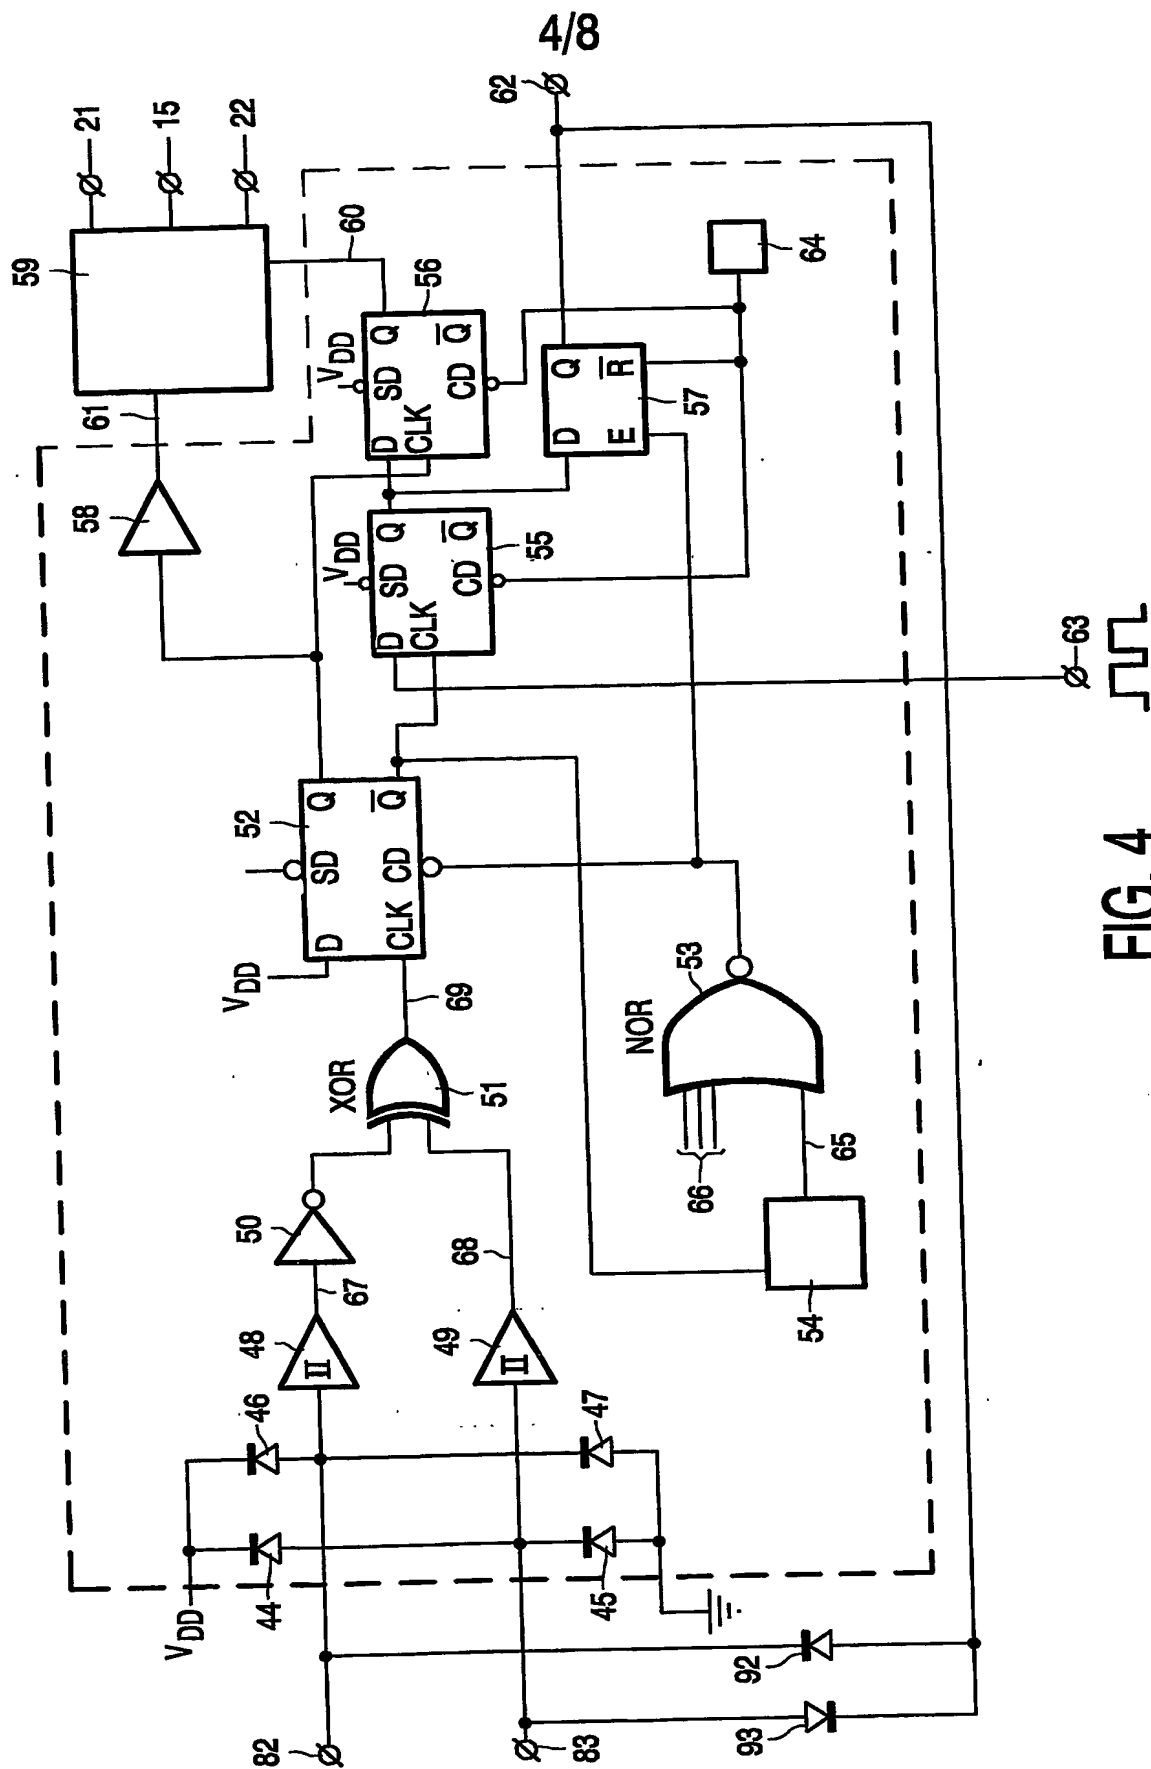 4/8
59
21
15
22
61
60
58
V_DD
56
SD
Q
D
CLK
CD
Q̅
62
64
V_DD
55
SD
Q
D
CLK
CD
Q̅
D
Q
E
R̅
57
52
V_DD
D
SD
Q
CLK
CD
Q̅
69
XOR
51
50
67
48
68
49
46
44
47
45
V_DD
NOR
53
66
65
54
63
82
83
92
93
FIG. 4